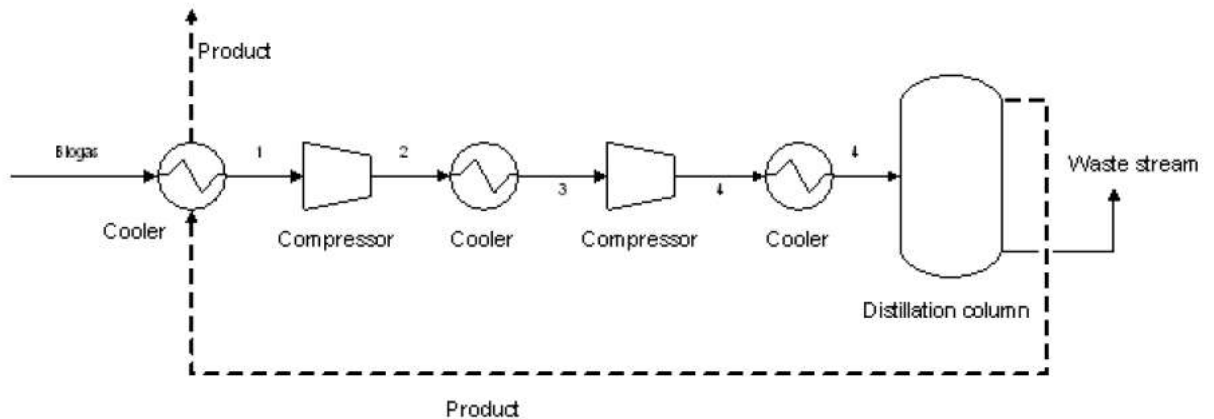 Product
Biogas
1
2
3
4
4
Waste stream
Cooler
Compressor
Cooler
Compressor
Cooler
Distillation column
Product